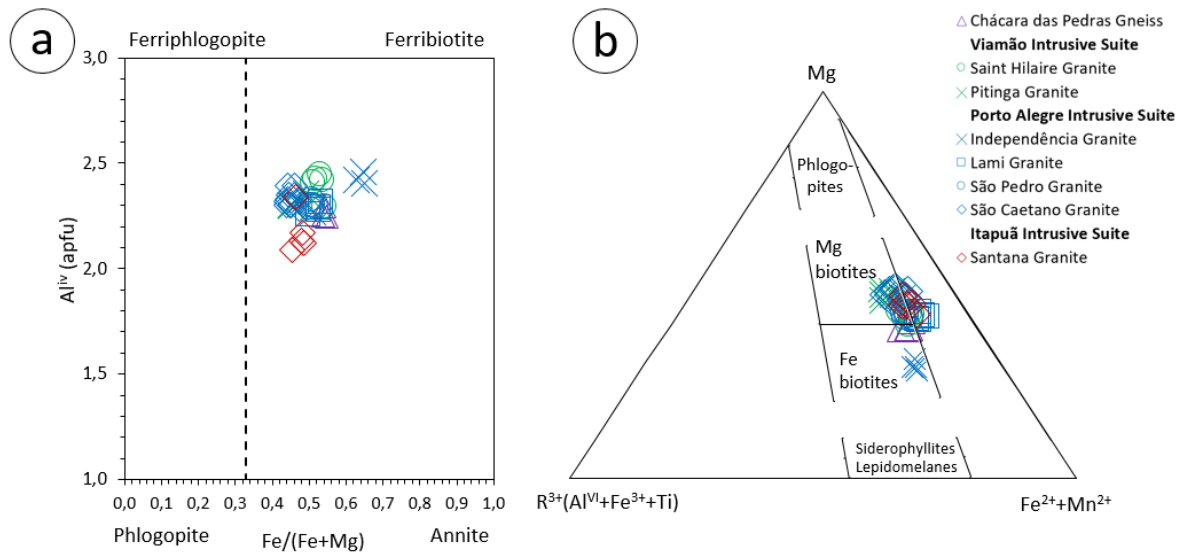 a
Ferriphlogopite
Ferribiotite
3,0
2,5
2,0
1,5
1,0
Al^iv (apfu)
0,0 0,1 0,2 0,3 0,4 0,5 0,6 0,7 0,8 0,9 1,0
Phlogopite
Fe/(Fe+Mg)
Annite
b
Mg
Phlogo-
pites
Mg
biotites
Fe
biotites
Siderophyllites
Lepidomelanes
R³⁺(Al^VI+Fe³⁺+Ti)
Fe²⁺+Mn²⁺
Chácara das Pedras Gneiss
Viamão Intrusive Suite
Saint Hilaire Granite
Pitinga Granite
Porto Alegre Intrusive Suite
Independência Granite
Lami Granite
São Pedro Granite
São Caetano Granite
Itapuã Intrusive Suite
Santana Granite